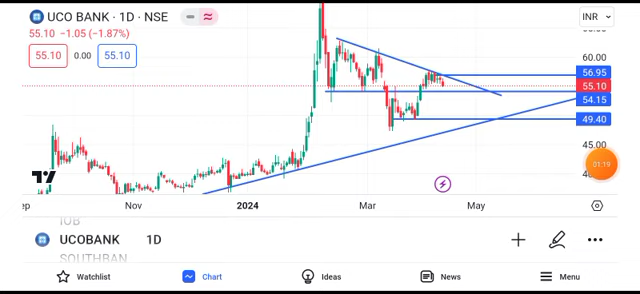 UCO BANK · 1D · NSE
INR
55.10 −1.05 (−1.87%)
55.10 0.00 55.10
60.00
56.95
55.10
54.15
49.40
45.00
01:19
Nov 2024 Mar May
IOB
UCOBANK 1D
SOUTHBAN
Watchlist Chart Ideas News Menu